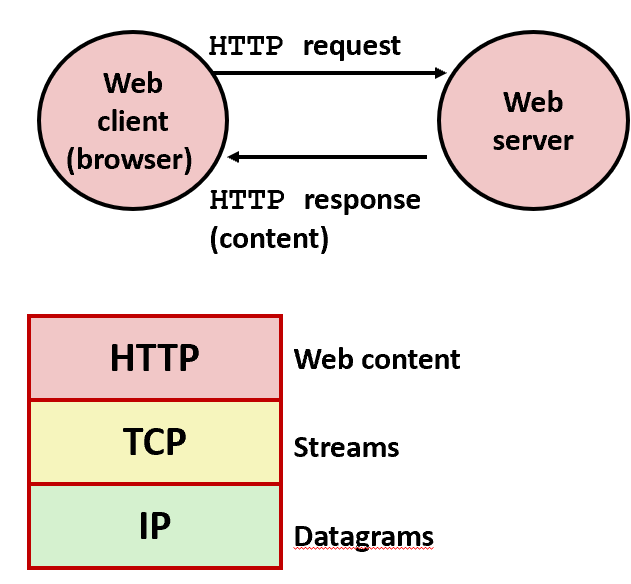 HTTP request
Web
client
(browser)
Web
server
HTTP response
(content)
HTTP
Web content
TCP
Streams
IP
Datagrams